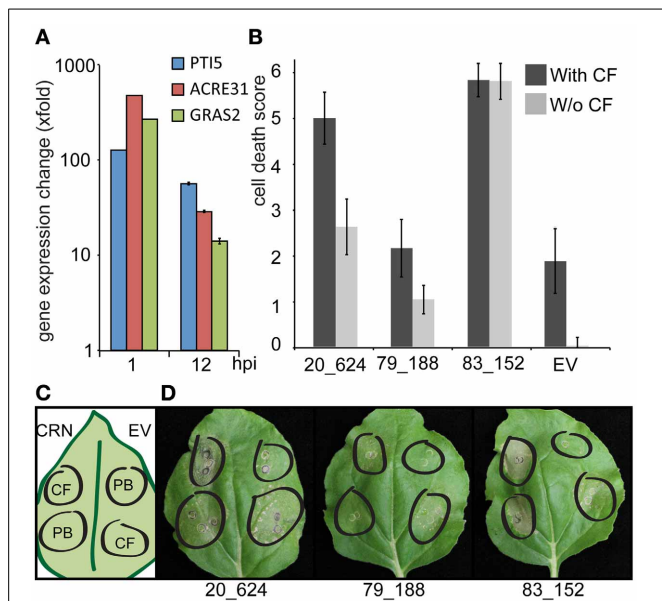 A
PTI5
ACRE31
GRAS2
gene expression change (xfold)
1000
100
10
1
1 12 hpi
B
With CF
W/o CF
cell death score
6
5
4
3
2
1
0
20_624 79_188 83_152 EV
C
CRN EV
CF PB
PB CF
D
20_624 79_188 83_152